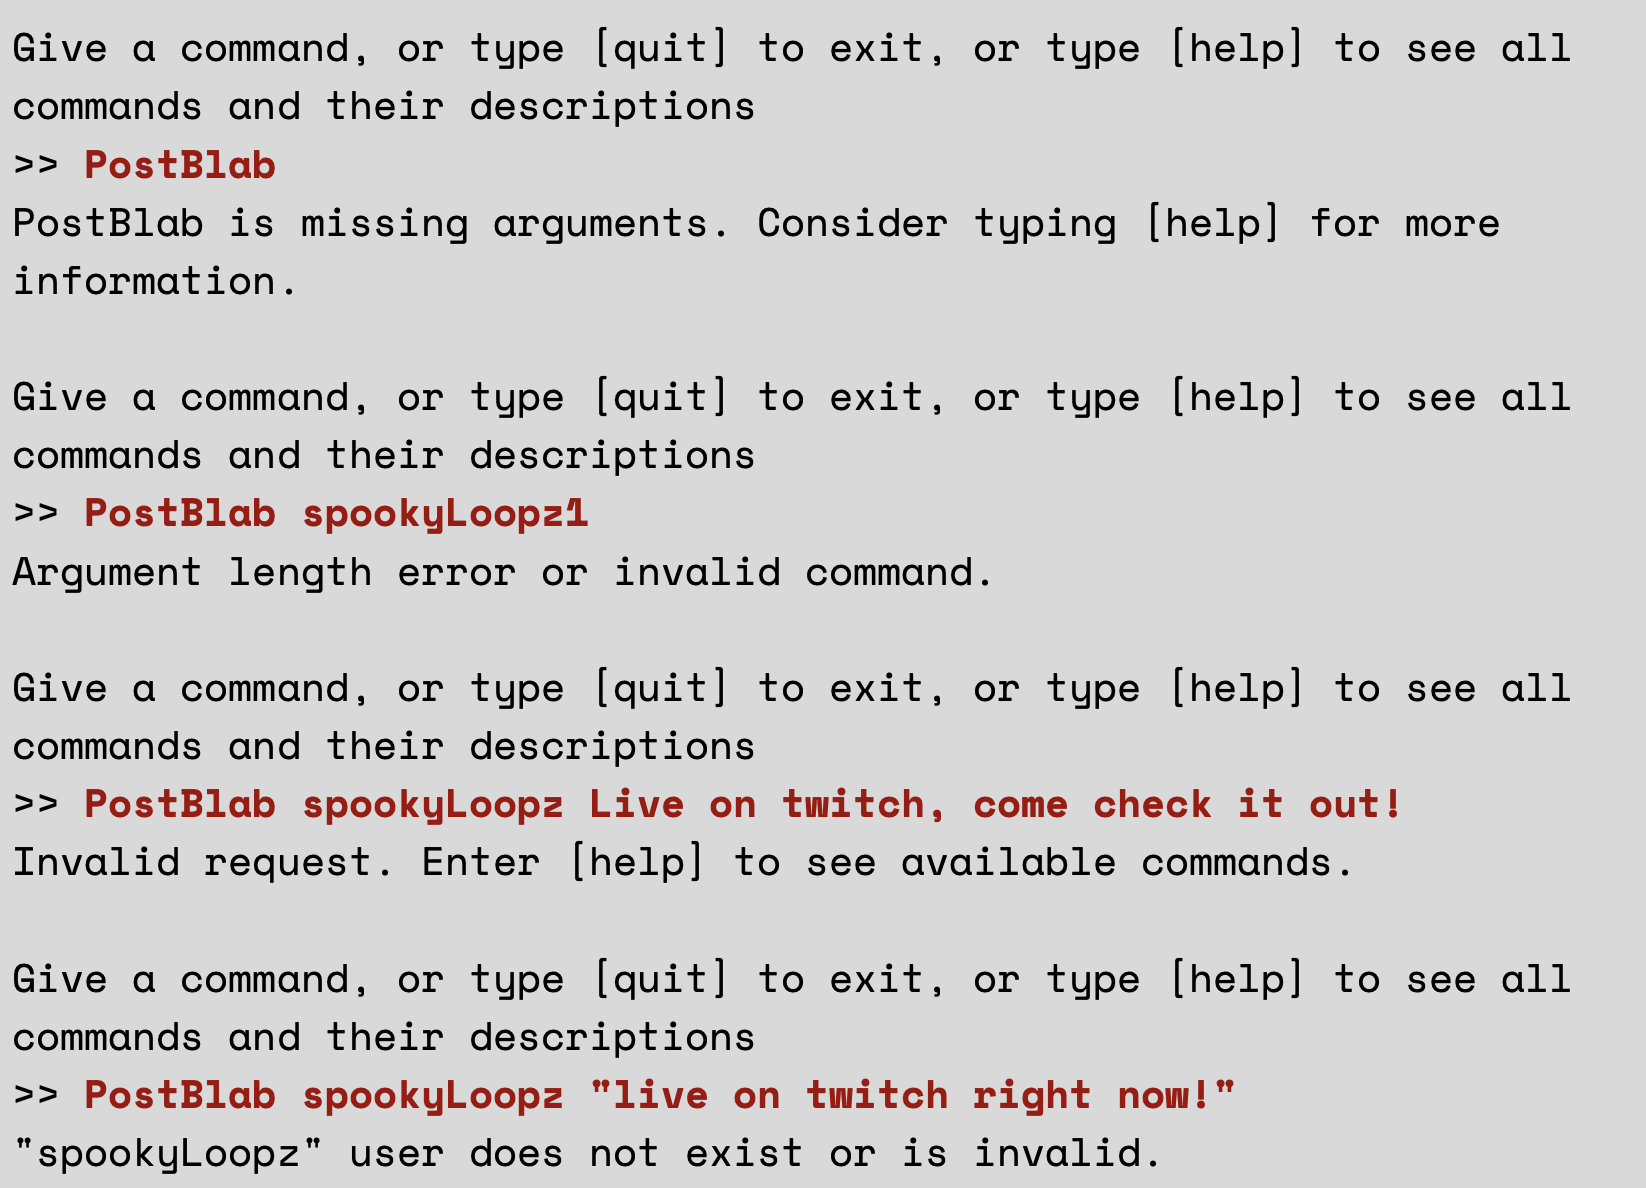 Give a command, or type [quit] to exit, or type [help] to see all
commands and their descriptions
>> PostBlab
PostBlab is missing arguments. Consider typing [help] for more
information.
Give a command, or type [quit] to exit, or type [help] to see all
commands and their descriptions
>> PostBlab spookyLoopz1
Argument length error or invalid command.
Give a command, or type [quit] to exit, or type [help] to see all
commands and their descriptions
>> PostBlab spookyLoopz Live on twitch, come check it out!
Invalid request. Enter [help] to see available commands.
Give a command, or type [quit] to exit, or type [help] to see all
commands and their descriptions
>> PostBlab spookyLoopz "live on twitch right now!"
"spookyLoopz" user does not exist or is invalid.